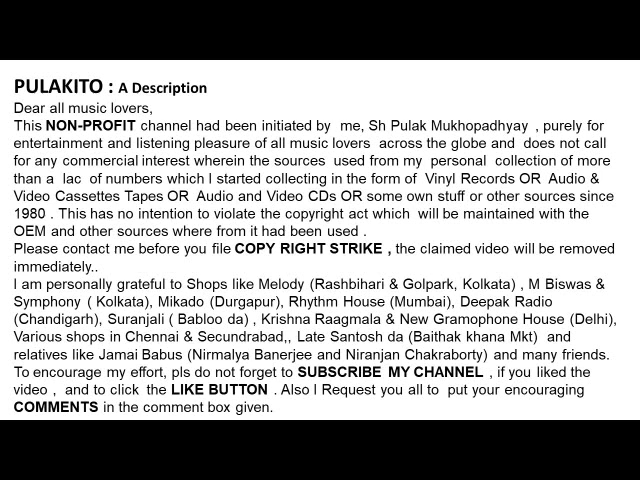 PULAKITO : A Description
Dear all music lovers,
This NON-PROFIT channel had been initiated by me, Sh Pulak Mukhopadhyay , purely for
entertainment and listening pleasure of all music lovers across the globe and does not call
for any commercial interest wherein the sources used from my personal collection of more
than a lac of numbers which I started collecting in the form of Vinyl Records OR Audio &
Video Cassettes Tapes OR Audio and Video CDs OR some own stuff or other sources since
1980 . This has no intention to violate the copyright act which will be maintained with the
OEM and other sources where from it had been used .
Please contact me before you file COPY RIGHT STRIKE , the claimed video will be removed
immediately..
I am personally grateful to Shops like Melody (Rashbihari & Golpark, Kolkata) , M Biswas &
Symphony ( Kolkata), Mikado (Durgapur), Rhythm House (Mumbai), Deepak Radio
(Chandigarh), Suranjali ( Babloo da) , Krishna Raagmala & New Gramophone House (Delhi),
Various shops in Chennai & Secundrabad,, Late Santosh da (Baithak khana Mkt) and
relatives like Jamai Babus (Nirmalya Banerjee and Niranjan Chakraborty) and many friends.
To encourage my effort, pls do not forget to SUBSCRIBE MY CHANNEL , if you liked the
video , and to click the LIKE BUTTON . Also I Request you all to put your encouraging
COMMENTS in the comment box given.